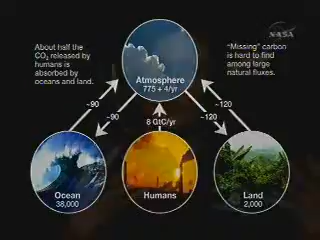 NASA
About half the
CO₂ released by
humans is
absorbed by
oceans and land.
"Missing" carbon
is hard to find
among large
natural fluxes.
Atmosphere
775 + 4/yr
~90
~90
8 GtC/yr
~120
~120
Ocean
38,000
Humans
Land
2,000